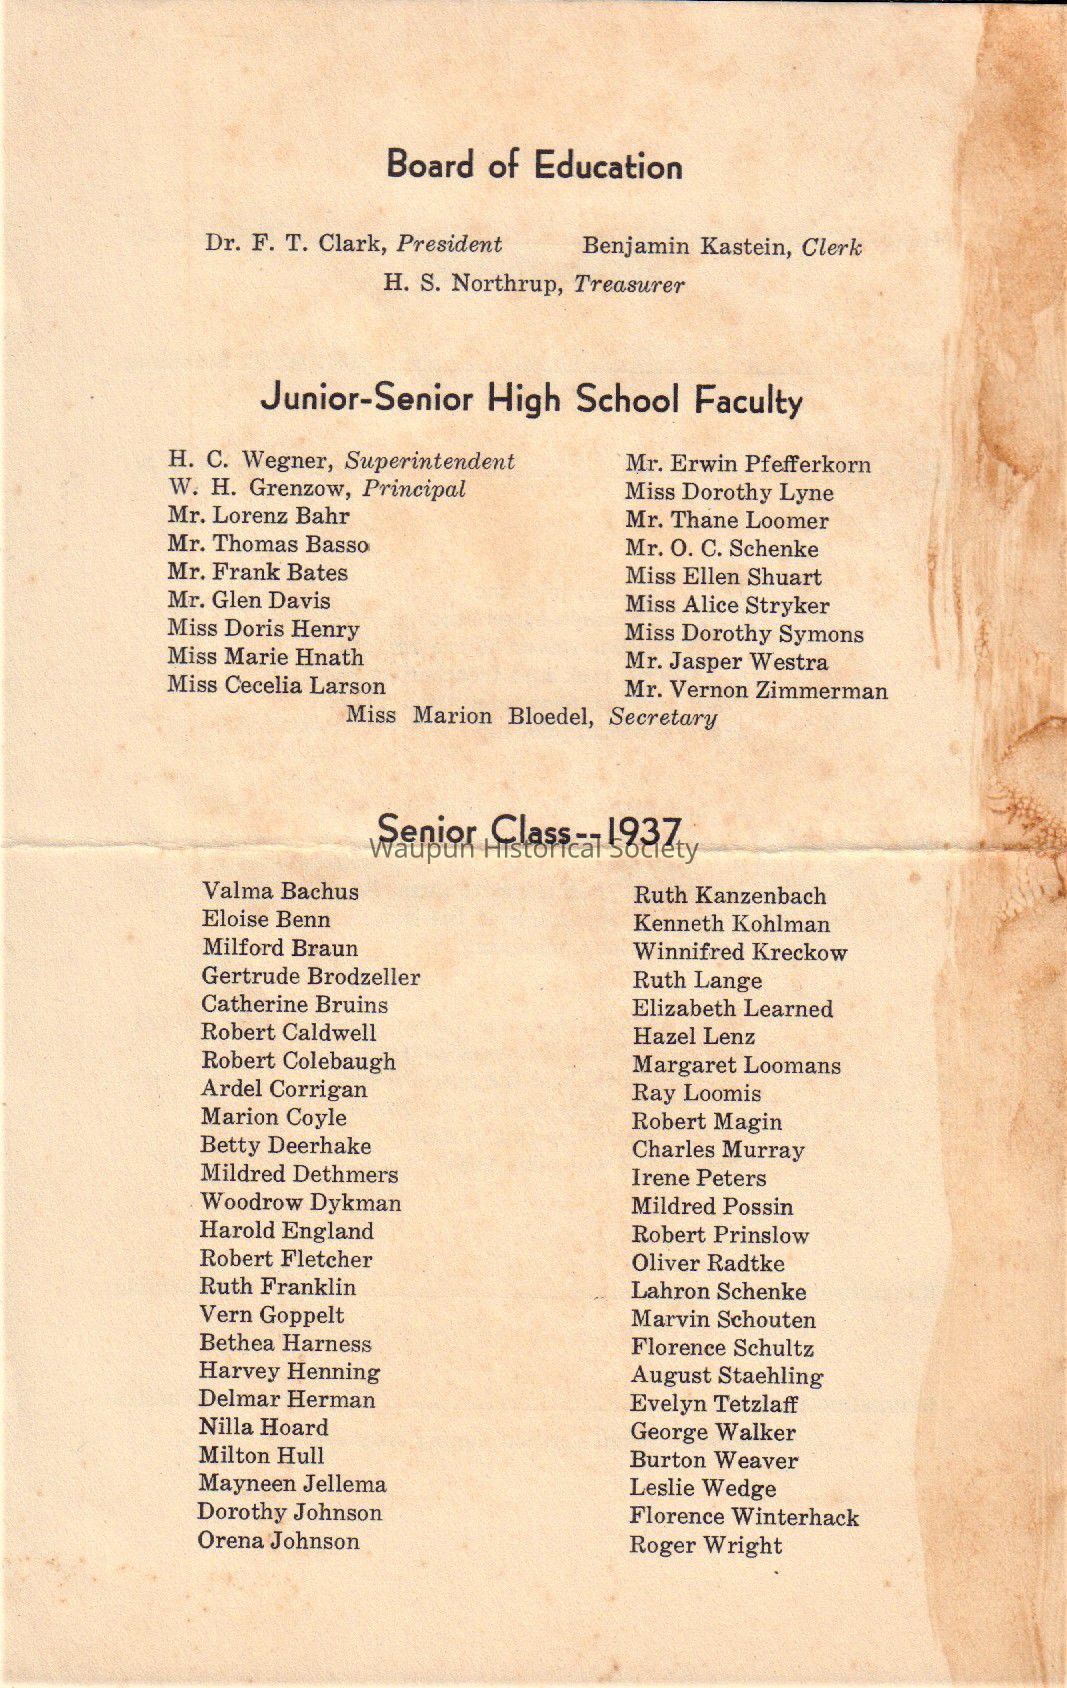 Board of Education
Dr. F. T. Clark, President Benjamin Kastein, Clerk
H. S. Northrup, Treasurer
Junior-Senior High School Faculty
H. C. Wegner, Superintendent
W. H. Grenzow, Principal
Mr. Lorenz Bahr
Mr. Thomas Basso
Mr. Frank Bates
Mr. Glen Davis
Miss Doris Henry
Miss Marie Hnath
Miss Cecelia Larson
Mr. Erwin Pfefferkorn
Miss Dorothy Lyne
Mr. Thane Loomer
Mr. O. C. Schenke
Miss Ellen Shuart
Miss Alice Stryker
Miss Dorothy Symons
Mr. Jasper Westra
Mr. Vernon Zimmerman
Miss Marion Bloedel, Secretary
Senior Class--1937
Waupun Historical Society
Valma Bachus
Eloise Benn
Milford Braun
Gertrude Brodzeller
Catherine Bruins
Robert Caldwell
Robert Colebaugh
Ardel Corrigan
Marion Coyle
Betty Deerhake
Mildred Dethmers
Woodrow Dykman
Harold England
Robert Fletcher
Ruth Franklin
Vern Goppelt
Bethea Harness
Harvey Henning
Delmar Herman
Nilla Hoard
Milton Hull
Mayneen Jellema
Dorothy Johnson
Orena Johnson
Ruth Kanzenbach
Kenneth Kohlman
Winnifred Kreckow
Ruth Lange
Elizabeth Learned
Hazel Lenz
Margaret Loomans
Ray Loomis
Robert Magin
Charles Murray
Irene Peters
Mildred Possin
Robert Prinslow
Oliver Radtke
Lahron Schenke
Marvin Schouten
Florence Schultz
August Staehling
Evelyn Tetzlaff
George Walker
Burton Weaver
Leslie Wedge
Florence Winterhack
Roger Wright